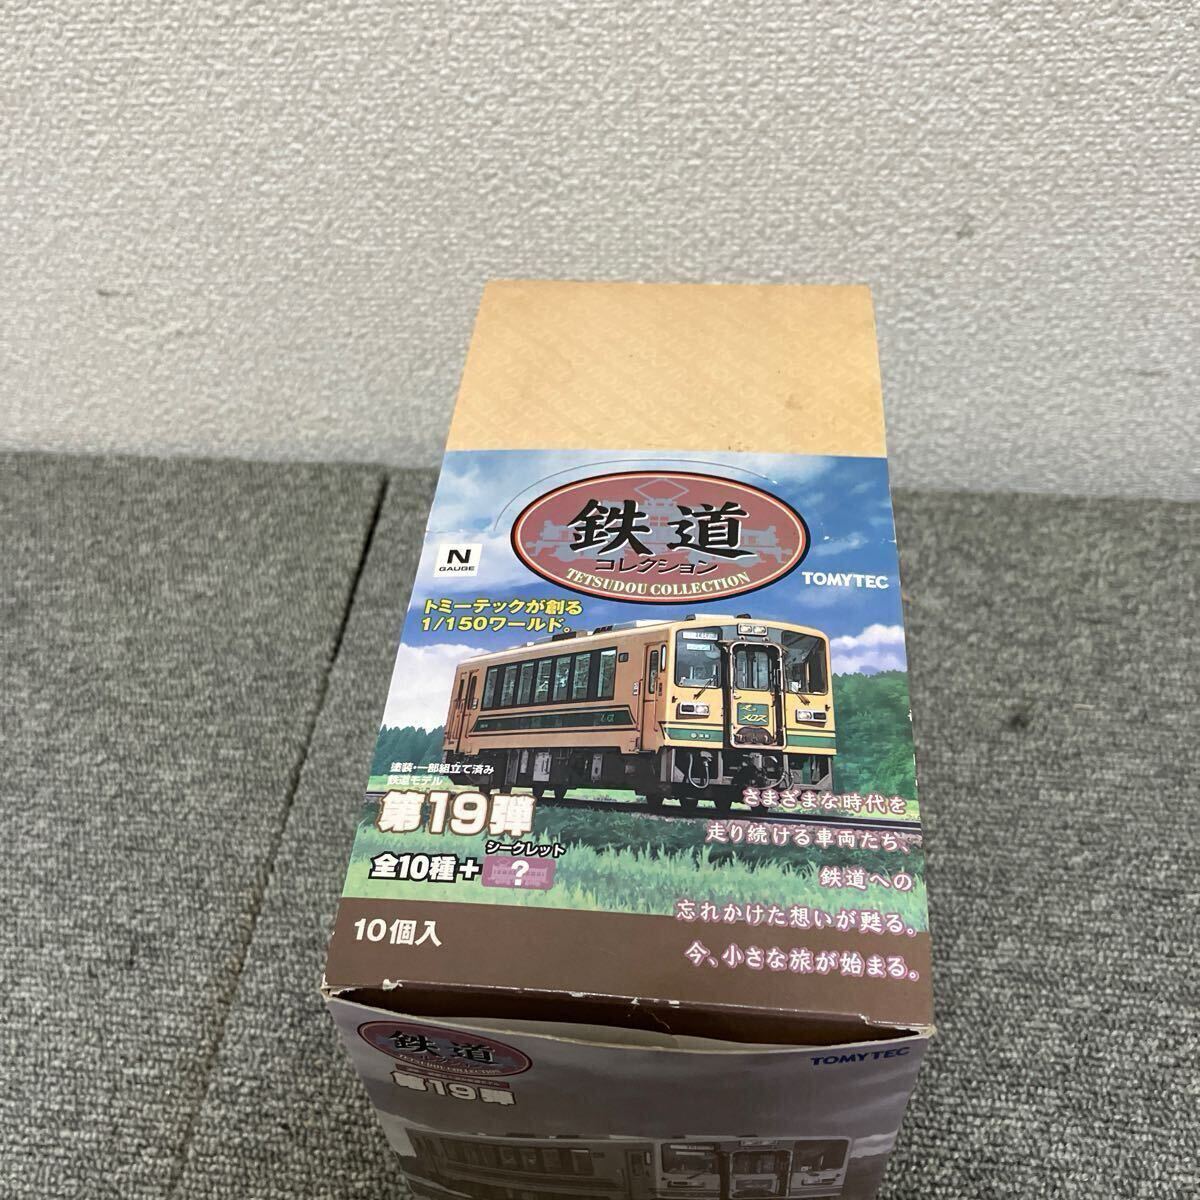 鉄道
コレクション
TETSUDOU COLLECTION
N
GAUGE
TOMYTEC
トミーテックが創る
1/150ワールド。
メロス
塗装・一部組立て済み
鉄道モデル
第19弾
シークレット
全10種+
?
さまざまな時代を
走り続ける車両たち、
鉄道への
忘れかけた想いが甦る。
今、小さな旅が始まる。
10個入
鉄道
TETSUDOU COLLECTION
第19弾
TOMYTEC